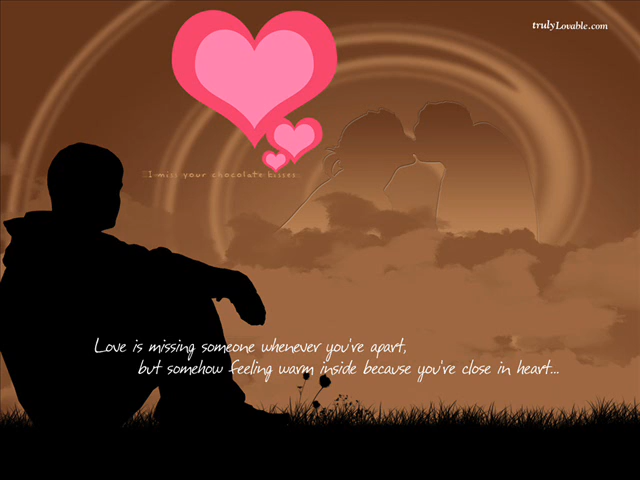 trulyLovable.com
I miss your chocolate kisses..
Love is missing someone whenever you're apart,
but somehow feeling warm inside because you're close in heart...